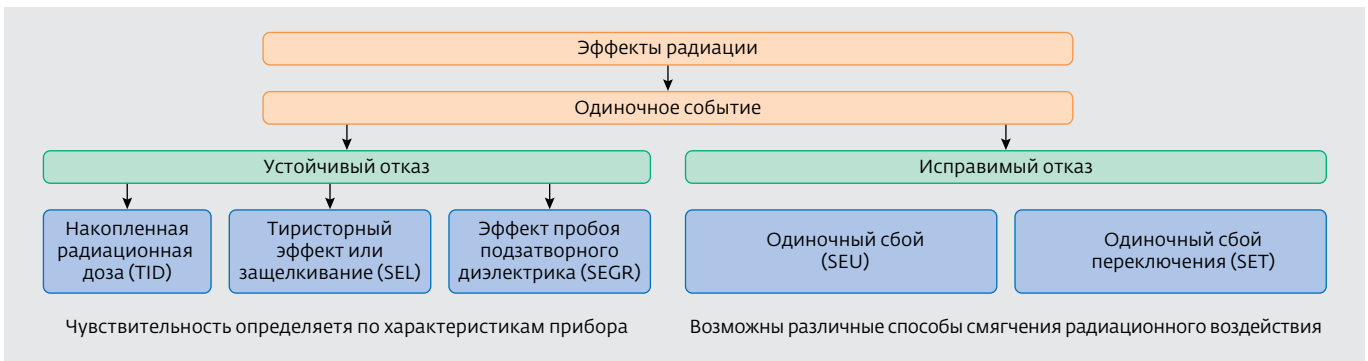 Эффекты радиации
Одиночное событие
Устойчивый отказ
Исправимый отказ
Накопленная
радиационная
доза (TID)
Тиристорный
эффект или
защелкивание (SEL)
Эффект пробоя
подзатворного
диэлектрика (SEGR)
Одиночный сбой
(SEU)
Одиночный сбой
переключения (SET)
Чувствительность определяетя по характеристикам прибора
Возможны различные способы смягчения радиационного воздействия